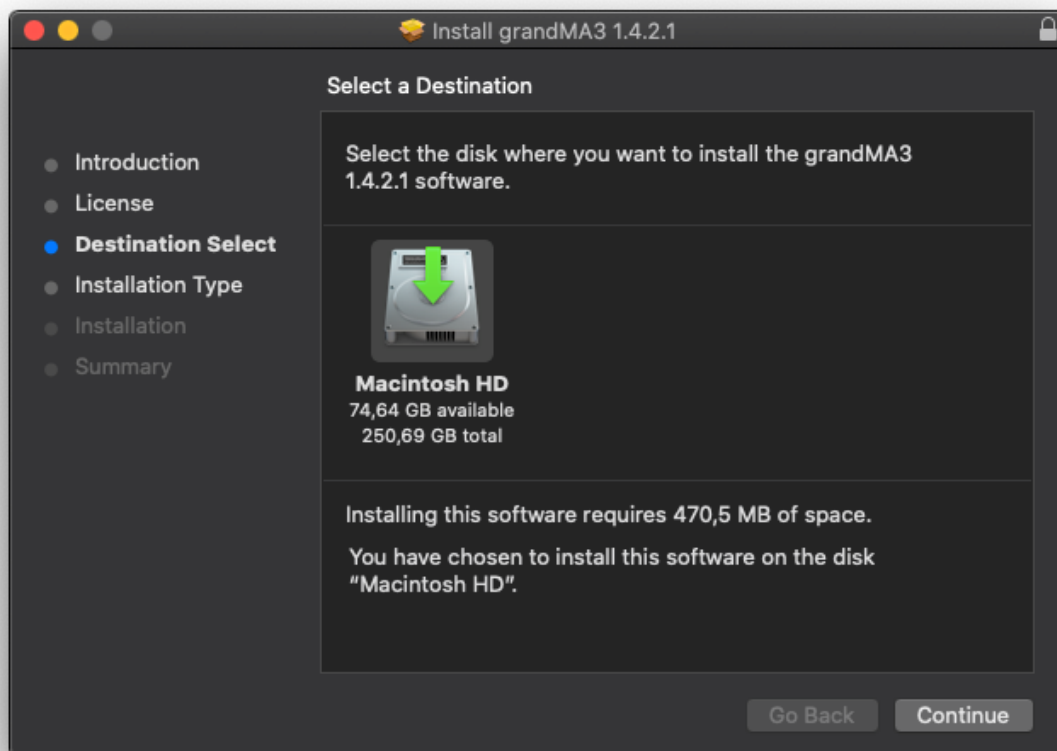 Install grandMA3 1.4.2.1
Select a Destination
Introduction
License
Destination Select
Installation Type
Installation
Summary
Select the disk where you want to install the grandMA3
1.4.2.1 software.
Macintosh HD
74,64 GB available
250,69 GB total
Installing this software requires 470,5 MB of space.
You have chosen to install this software on the disk
“Macintosh HD”.
Go Back
Continue